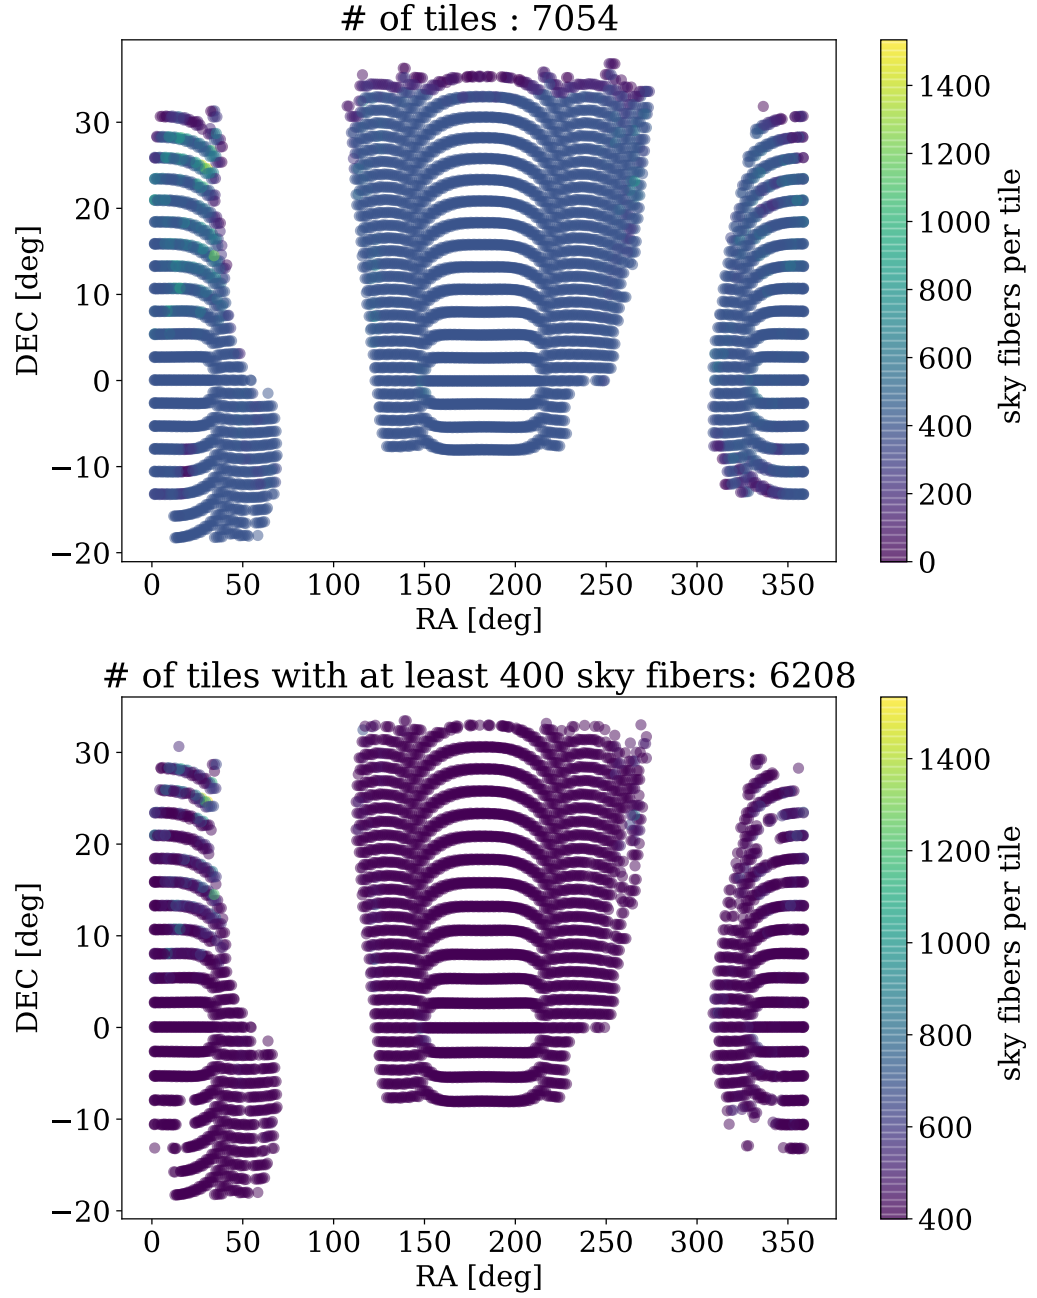 # of tiles : 7054
30
20
10
0
−10
−20
DEC [deg]
0 50 100 150 200 250 300 350
RA [deg]
1400
1200
1000
800
600
400
200
0
sky fibers per tile
# of tiles with at least 400 sky fibers: 6208
30
20
10
0
−10
−20
DEC [deg]
0 50 100 150 200 250 300 350
RA [deg]
1400
1200
1000
800
600
400
sky fibers per tile